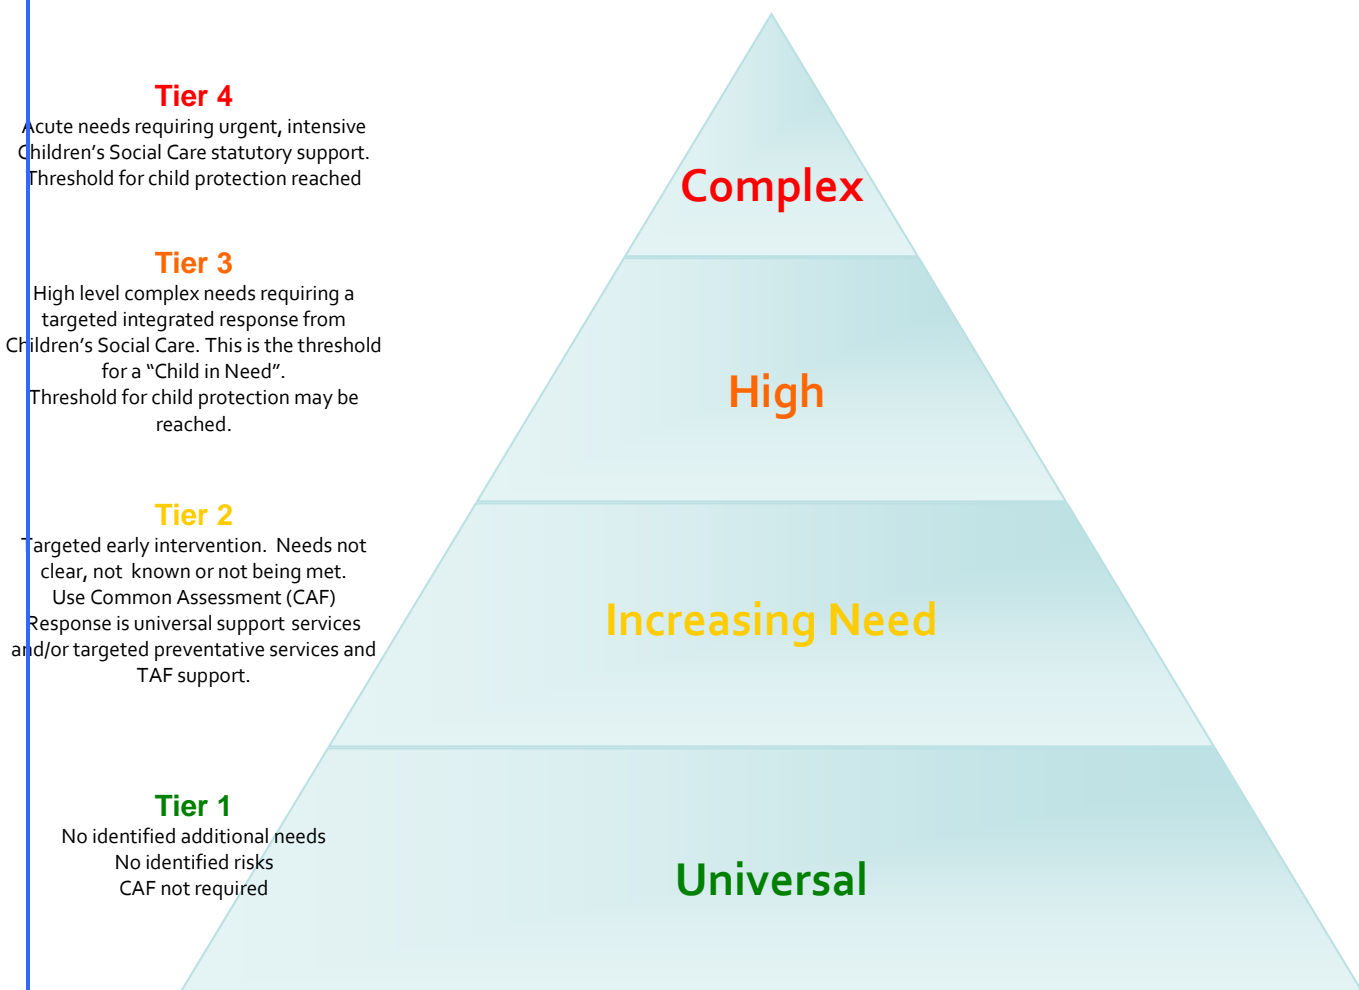 Tier 4
Acute needs requiring urgent, intensive
Children’s Social Care statutory support.
Threshold for child protection reached
Complex
Tier 3
High level complex needs requiring a
targeted integrated response from
Children’s Social Care. This is the threshold
for a “Child in Need”.
Threshold for child protection may be
reached.
High
Tier 2
Targeted early intervention.  Needs not
clear, not  known or not being met.
Use Common Assessment (CAF)
Response is universal support services
and/or targeted preventative services and
TAF support.
Increasing Need
Tier 1
No identified additional needs
No identified risks
CAF not required
Universal